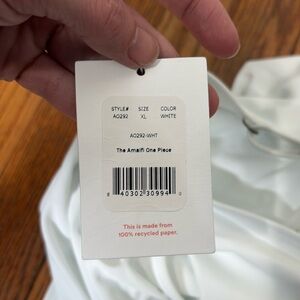 STYLE# SIZE COLOR
AO292 XL WHITE
AO292-WHT
The Amalfi One Piece
40302 30994
This is made from
100% recycled paper.